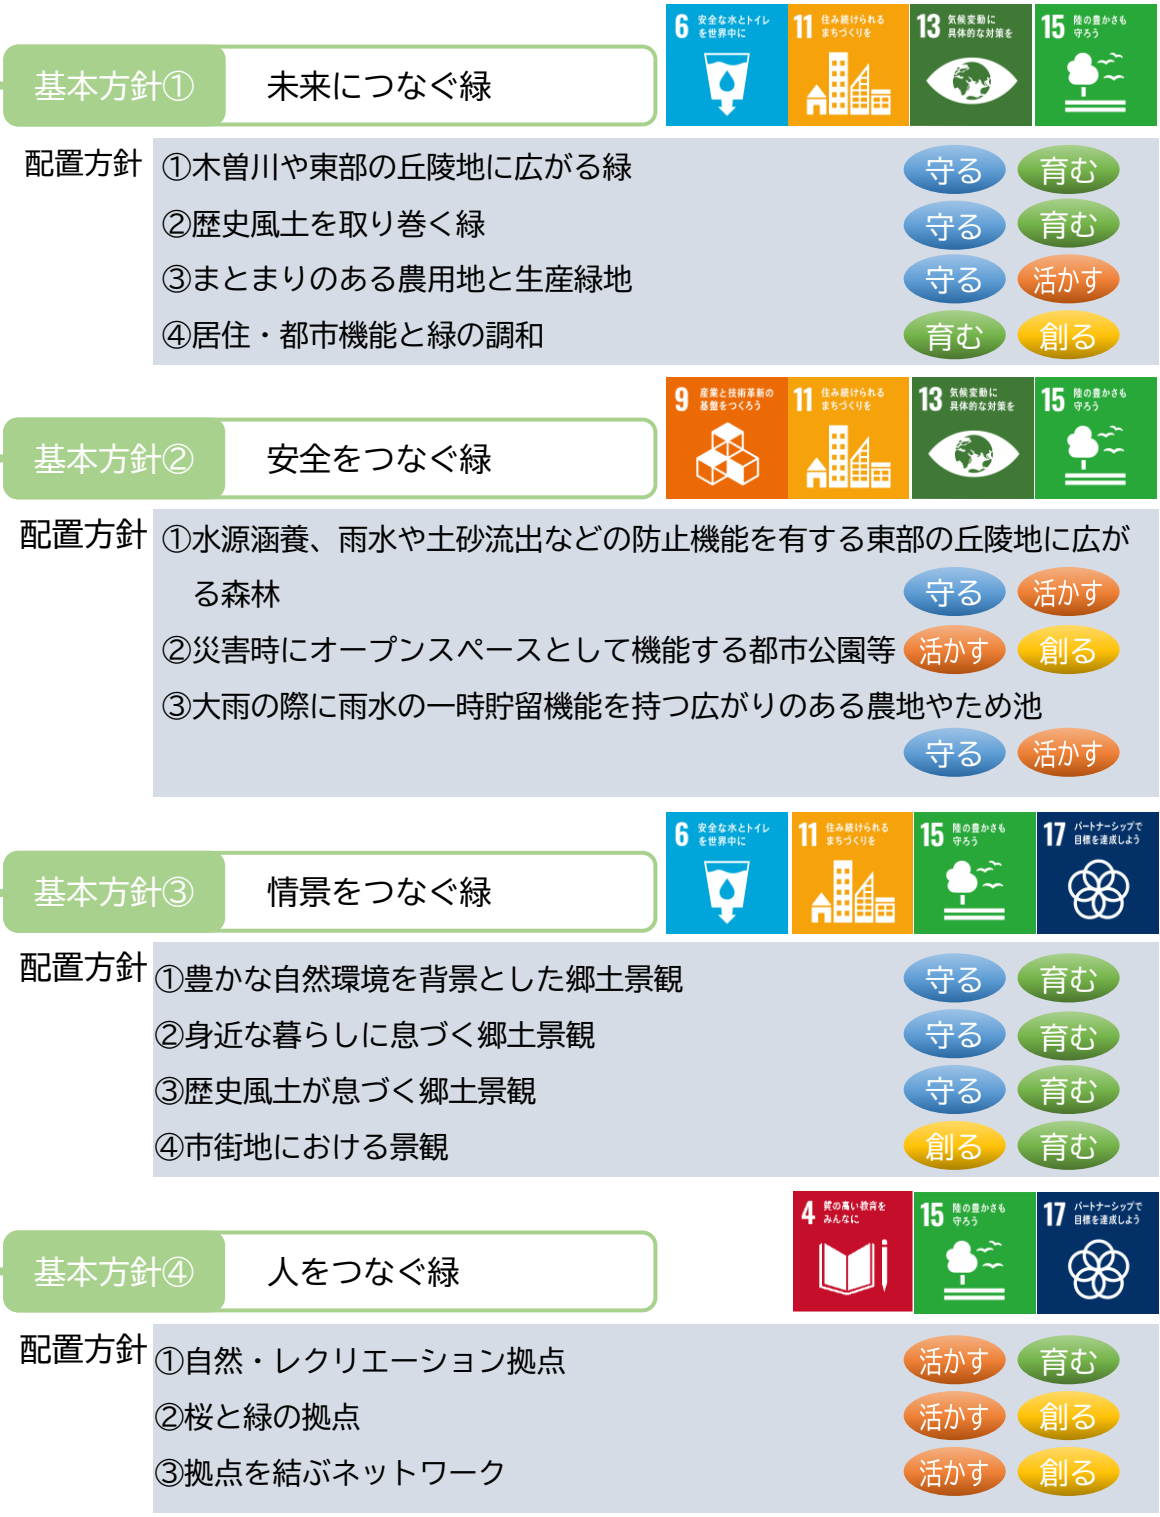 6 安全な水とトイレ
を世界中に
11 住み続けられる
まちづくりを
13 気候変動に
具体的な対策を
15 陸の豊かさも
守ろう
基本方針① 未来につなぐ緑
配置方針 ①木曽川や東部の丘陵地に広がる緑 守る 育む
②歴史風土を取り巻く緑 守る 育む
③まとまりのある農用地と生産緑地 守る 活かす
④居住・都市機能と緑の調和 育む 創る
9 産業と技術革新の
基盤をつくろう
11 住み続けられる
まちづくりを
13 気候変動に
具体的な対策を
15 陸の豊かさも
守ろう
基本方針② 安全をつなぐ緑
配置方針 ①水源涵養、雨水や土砂流出などの防止機能を有する東部の丘陵地に広が
る森林 守る 活かす
②災害時にオープンスペースとして機能する都市公園等 活かす 創る
③大雨の際に雨水の一時貯留機能を持つ広がりのある農地やため池
守る 活かす
6 安全な水とトイレ
を世界中に
11 住み続けられる
まちづくりを
15 陸の豊かさも
守ろう
17 パートナーシップで
目標を達成しよう
基本方針③ 情景をつなぐ緑
配置方針 ①豊かな自然環境を背景とした郷土景観 守る 育む
②身近な暮らしに息づく郷土景観 守る 育む
③歴史風土が息づく郷土景観 守る 育む
④市街地における景観 創る 育む
4 質の高い教育を
みんなに
15 陸の豊かさも
守ろう
17 パートナーシップで
目標を達成しよう
基本方針④ 人をつなぐ緑
配置方針 ①自然・レクリエーション拠点 活かす 育む
②桜と緑の拠点 活かす 創る
③拠点を結ぶネットワーク 活かす 創る